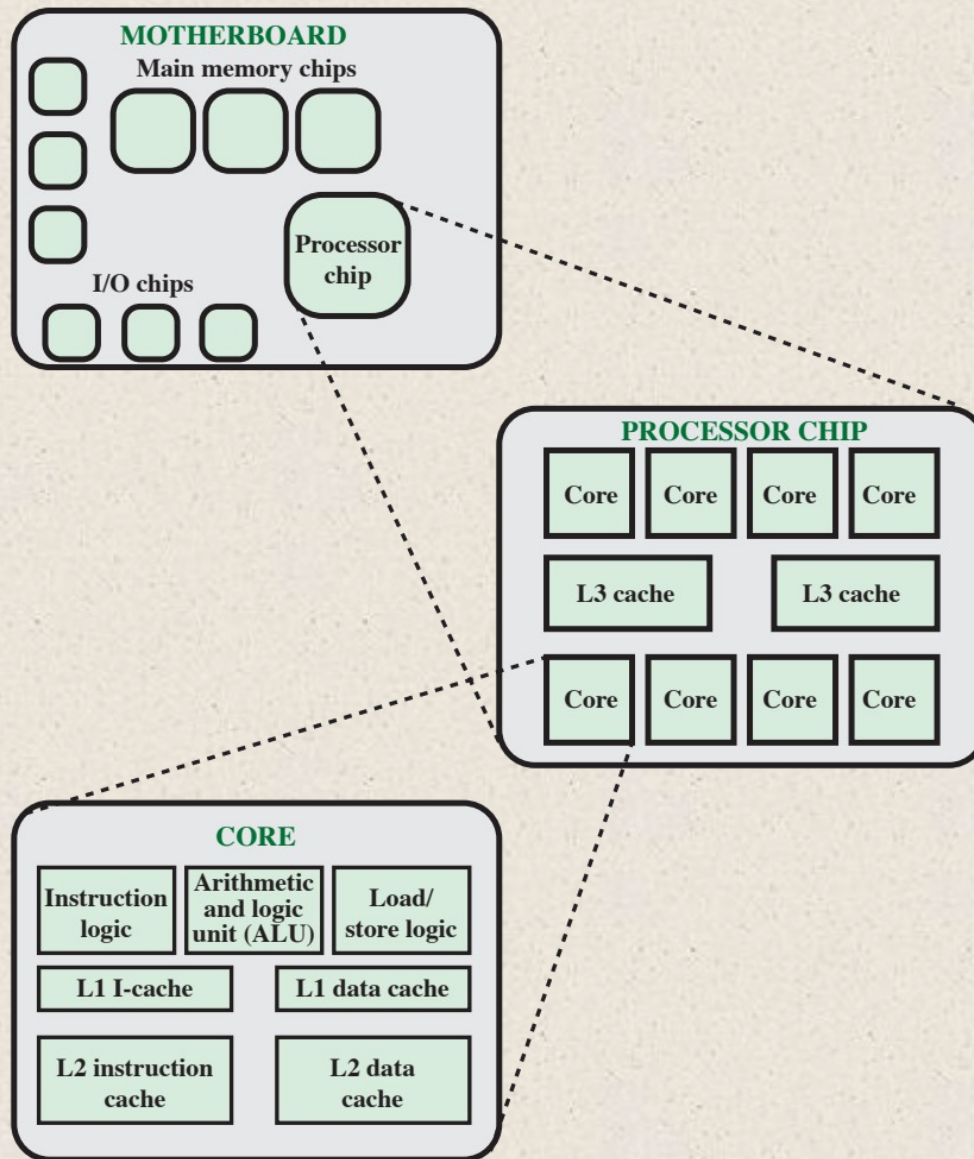 MOTHERBOARD
Main memory chips
Processor
chip
I/O chips
PROCESSOR CHIP
Core
Core
Core
Core
L3 cache
L3 cache
Core
Core
Core
Core
CORE
Instruction
logic
Arithmetic
and logic
unit (ALU)
Load/
store logic
L1 I-cache
L1 data cache
L2 instruction
cache
L2 data
cache